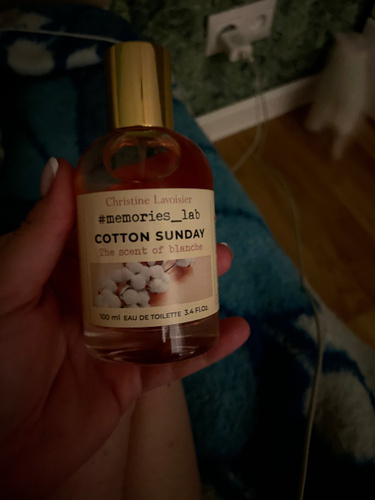 Christine Lavoisier
#memories_lab
COTTON SUNDAY
The scent of blanche
100 ml EAU DE TOILETTE 3.4 Fl.Oz